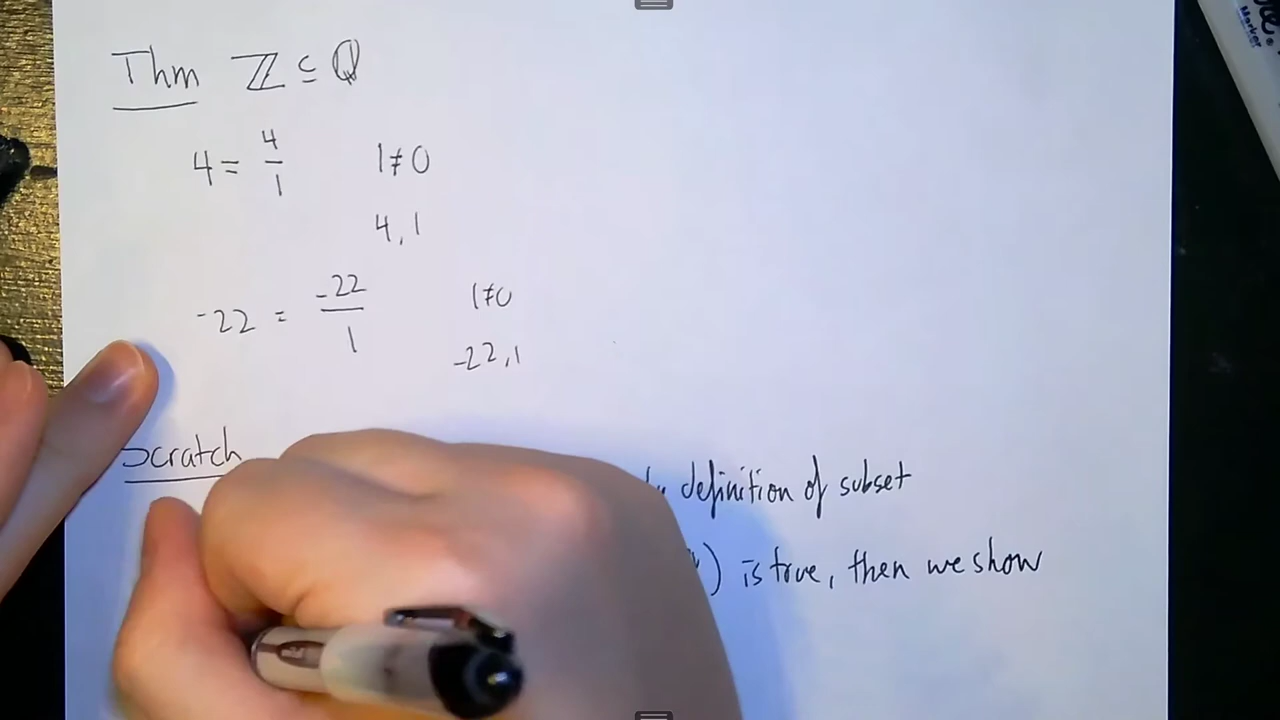 Thm ℤ ⊆ ℚ
4 = 4/1 1≠0
4,1
-22 = -22/1 1≠0
-22,1
Scratch
definition of subset
) is true, then we show
Marker